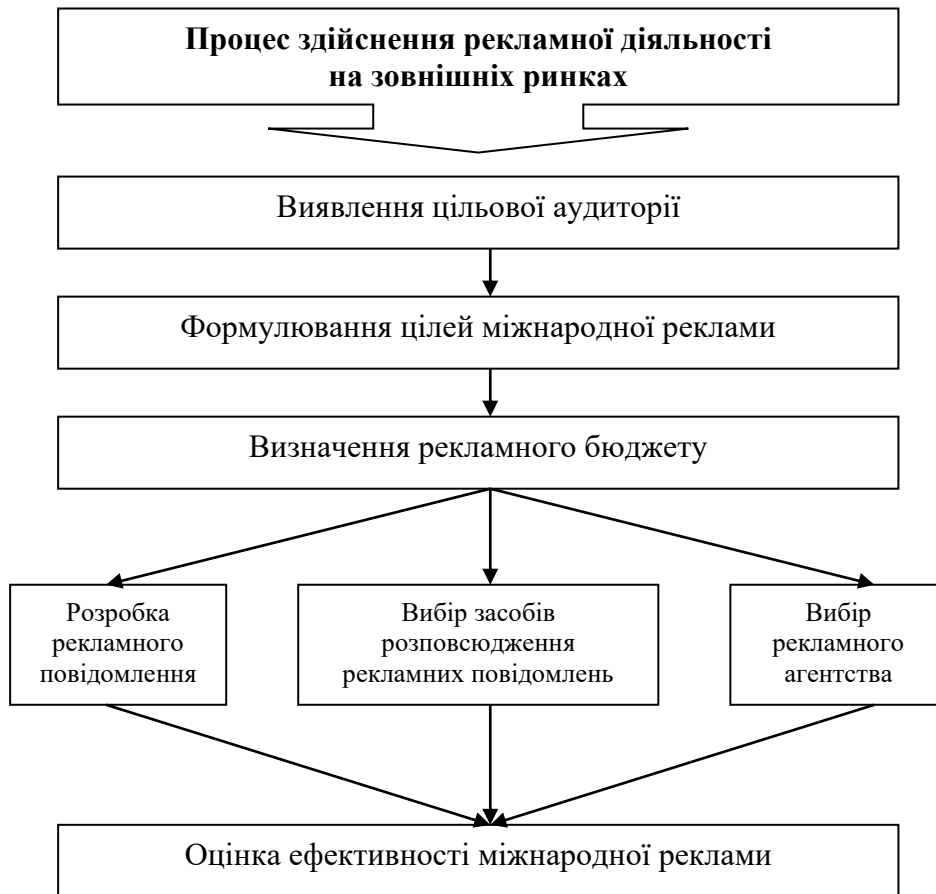 Процес здійснення рекламної діяльності
на зовнішніх ринках
Виявлення цільової аудиторії
Формулювання цілей міжнародної реклами
Визначення рекламного бюджету
Розробка
рекламного
повідомлення
Вибір засобів
розповсюдження
рекламних повідомлень
Вибір
рекламного
агентства
Оцінка ефективності міжнародної реклами